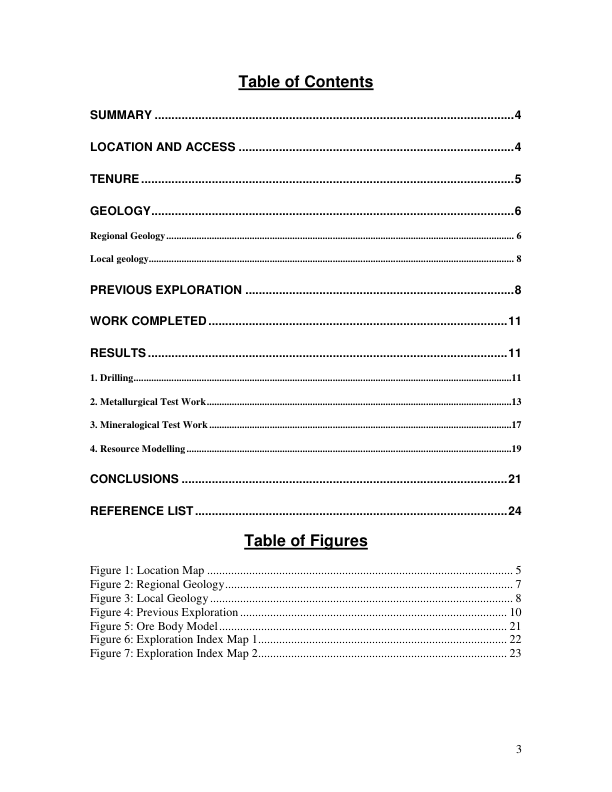 Table of Contents
SUMMARY ............................................................................................................4
LOCATION AND ACCESS ..................................................................................4
TENURE................................................................................................................5
GEOLOGY.............................................................................................................6
Regional Geology........................................................................................................................................... 6
Local geology.................................................................................................................................................. 8
PREVIOUS EXPLORATION ................................................................................8
WORK COMPLETED..........................................................................................11
RESULTS............................................................................................................11
1. Drilling.......................................................................................................................................................11
2. Metallurgical Test Work.........................................................................................................................13
3. Mineralogical Test Work........................................................................................................................17
4. Resource Modelling.................................................................................................................................19
CONCLUSIONS ..................................................................................................21
REFERENCE LIST..............................................................................................24
Table of Figures
Figure 1: Location Map ...................................................................................................... 5
Figure 2: Regional Geology................................................................................................ 7
Figure 3: Local Geology..................................................................................................... 8
Figure 4: Previous Exploration ......................................................................................... 10
Figure 5: Ore Body Model................................................................................................ 21
Figure 6: Exploration Index Map 1................................................................................... 22
Figure 7: Exploration Index Map 2................................................................................... 23
3